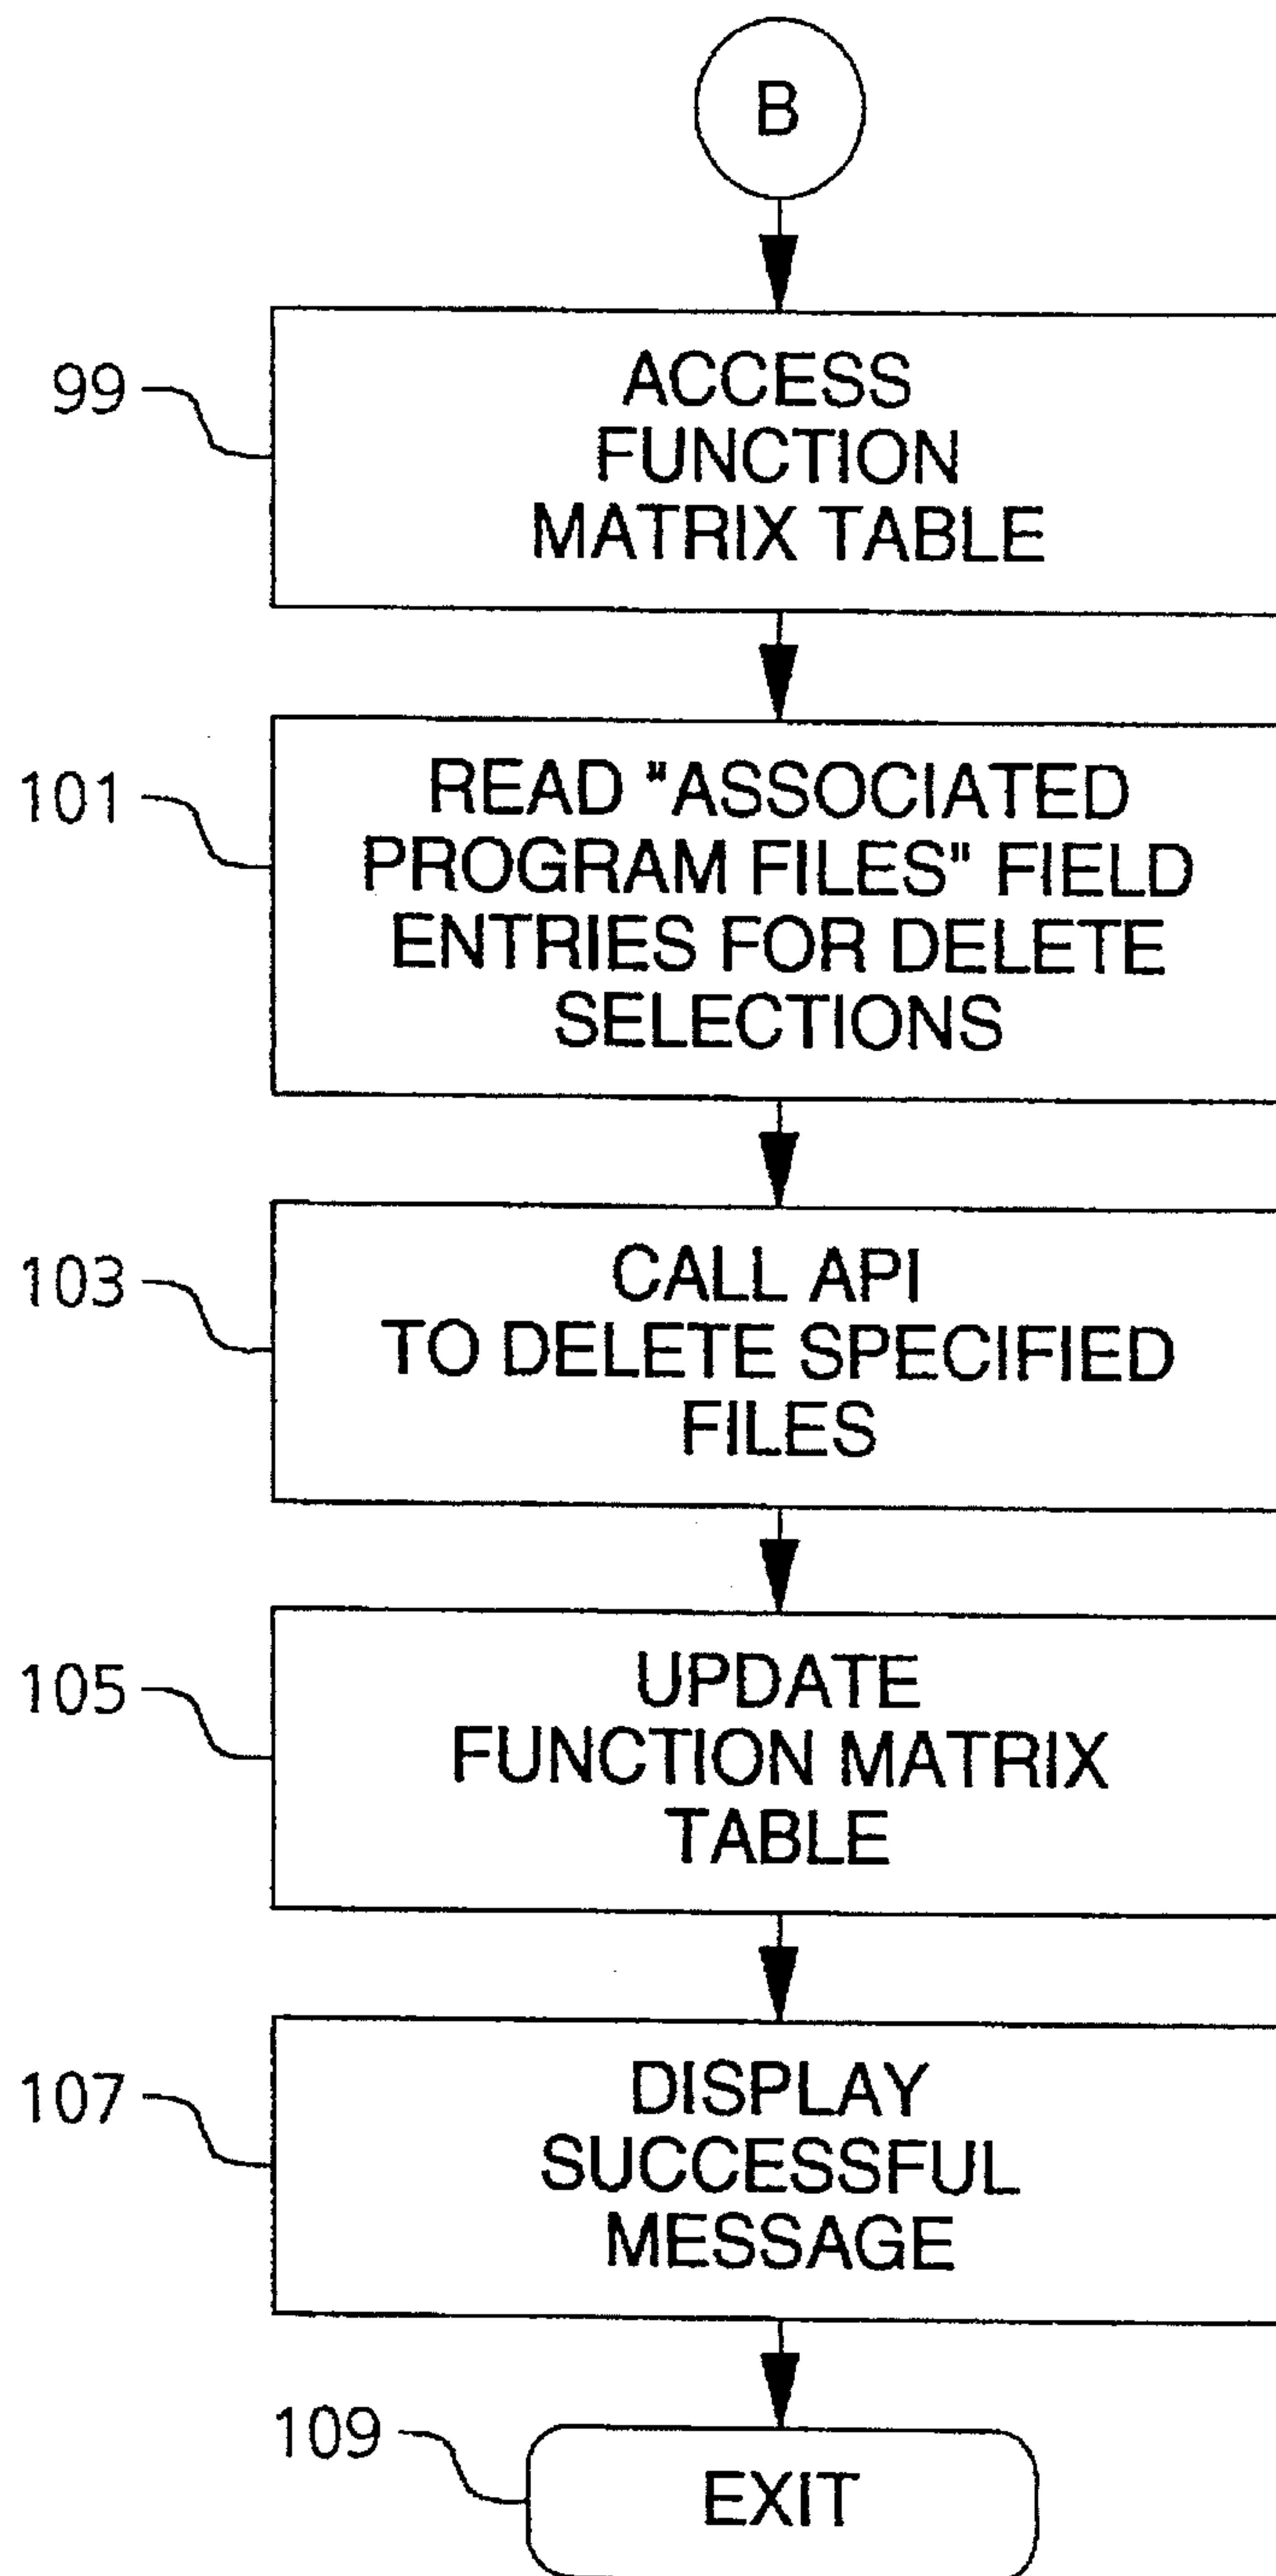 B
99
ACCESS
FUNCTION
MATRIX TABLE
101
READ "ASSOCIATED
PROGRAM FILES" FIELD
ENTRIES FOR DELETE
SELECTIONS
103
CALL API
TO DELETE SPECIFIED
FILES
105
UPDATE
FUNCTION MATRIX
TABLE
107
DISPLAY
SUCCESSFUL
MESSAGE
109
EXIT